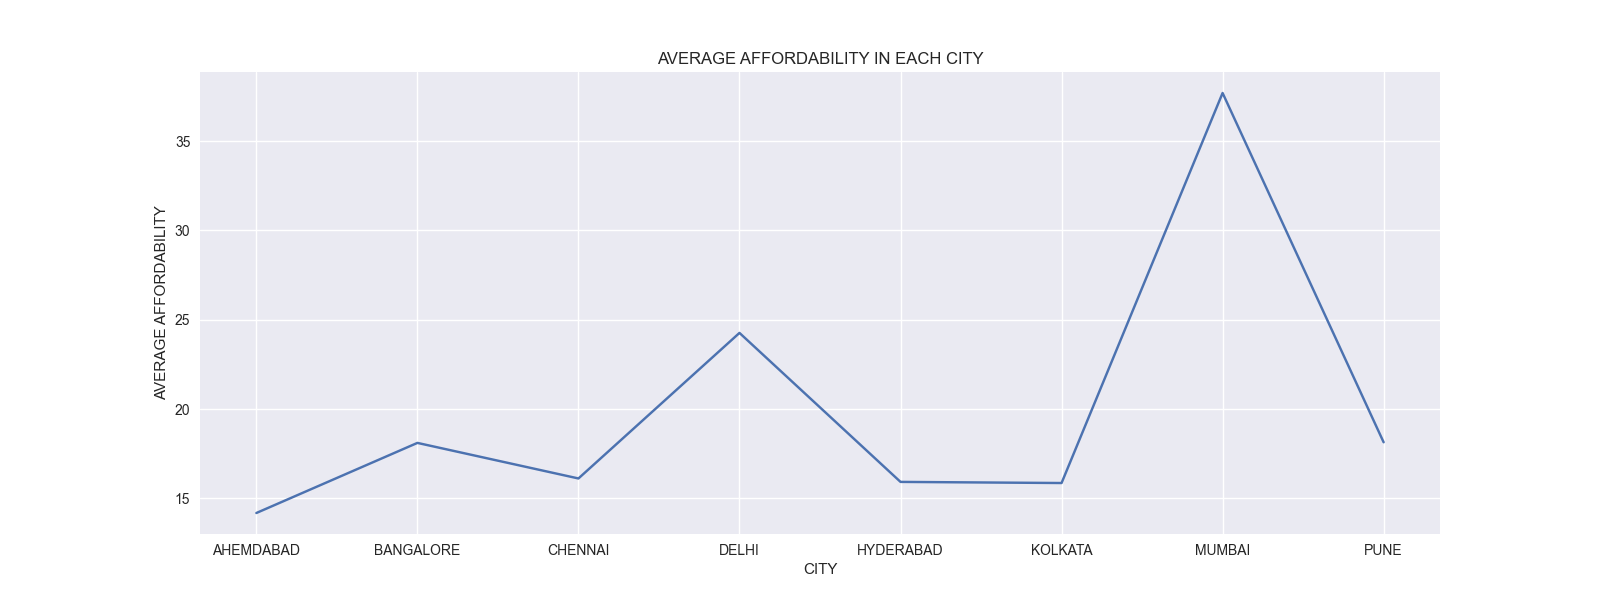 AVERAGE AFFORDABILITY IN EACH CITY
AVERAGE AFFORDABILITY
35
30
25
20
15
AHEMDABAD BANGALORE CHENNAI DELHI HYDERABAD KOLKATA MUMBAI PUNE
CITY